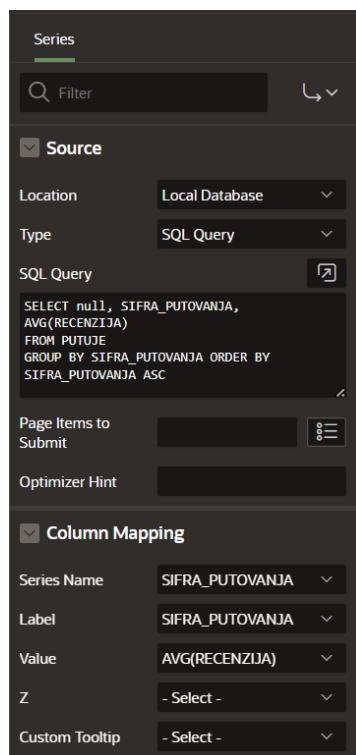 Series
Filter
Source
Location Local Database
Type SQL Query
SQL Query
SELECT null, SIFRA_PUTOVANJA,
AVG(RECENZIJA)
FROM PUTUJE
GROUP BY SIFRA_PUTOVANJA ORDER BY
SIFRA_PUTOVANJA ASC
Page Items to
Submit
Optimizer Hint
Column Mapping
Series Name SIFRA_PUTOVANJA
Label SIFRA_PUTOVANJA
Value AVG(RECENZIJA)
Z - Select -
Custom Tooltip - Select -